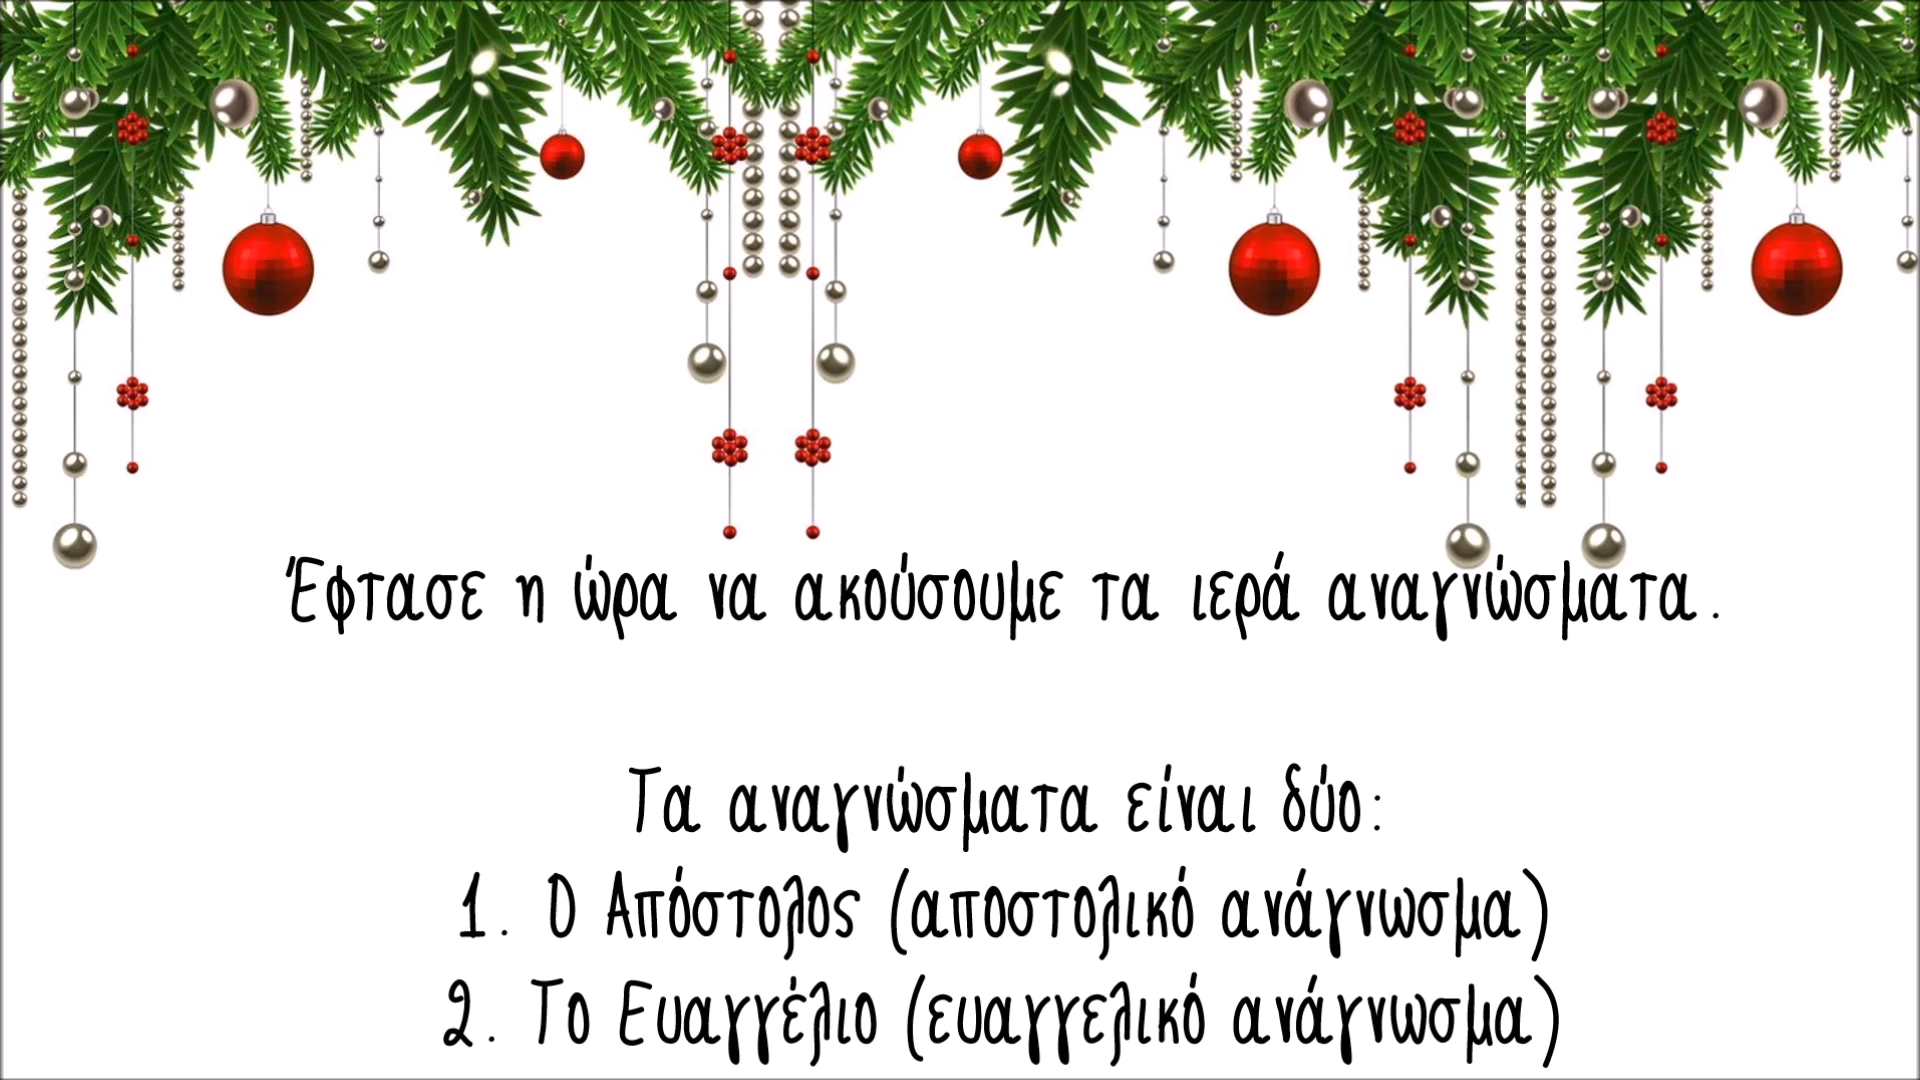 Έφτασε η ώρα να ακούσουμε τα ιερά αναγνώσματα.
Τα αναγνώσματα είναι δύο:
1. Ο Απόστολος (αποστολικό ανάγνωσμα)
2. Το Ευαγγέλιο (ευαγγελικό ανάγνωσμα)